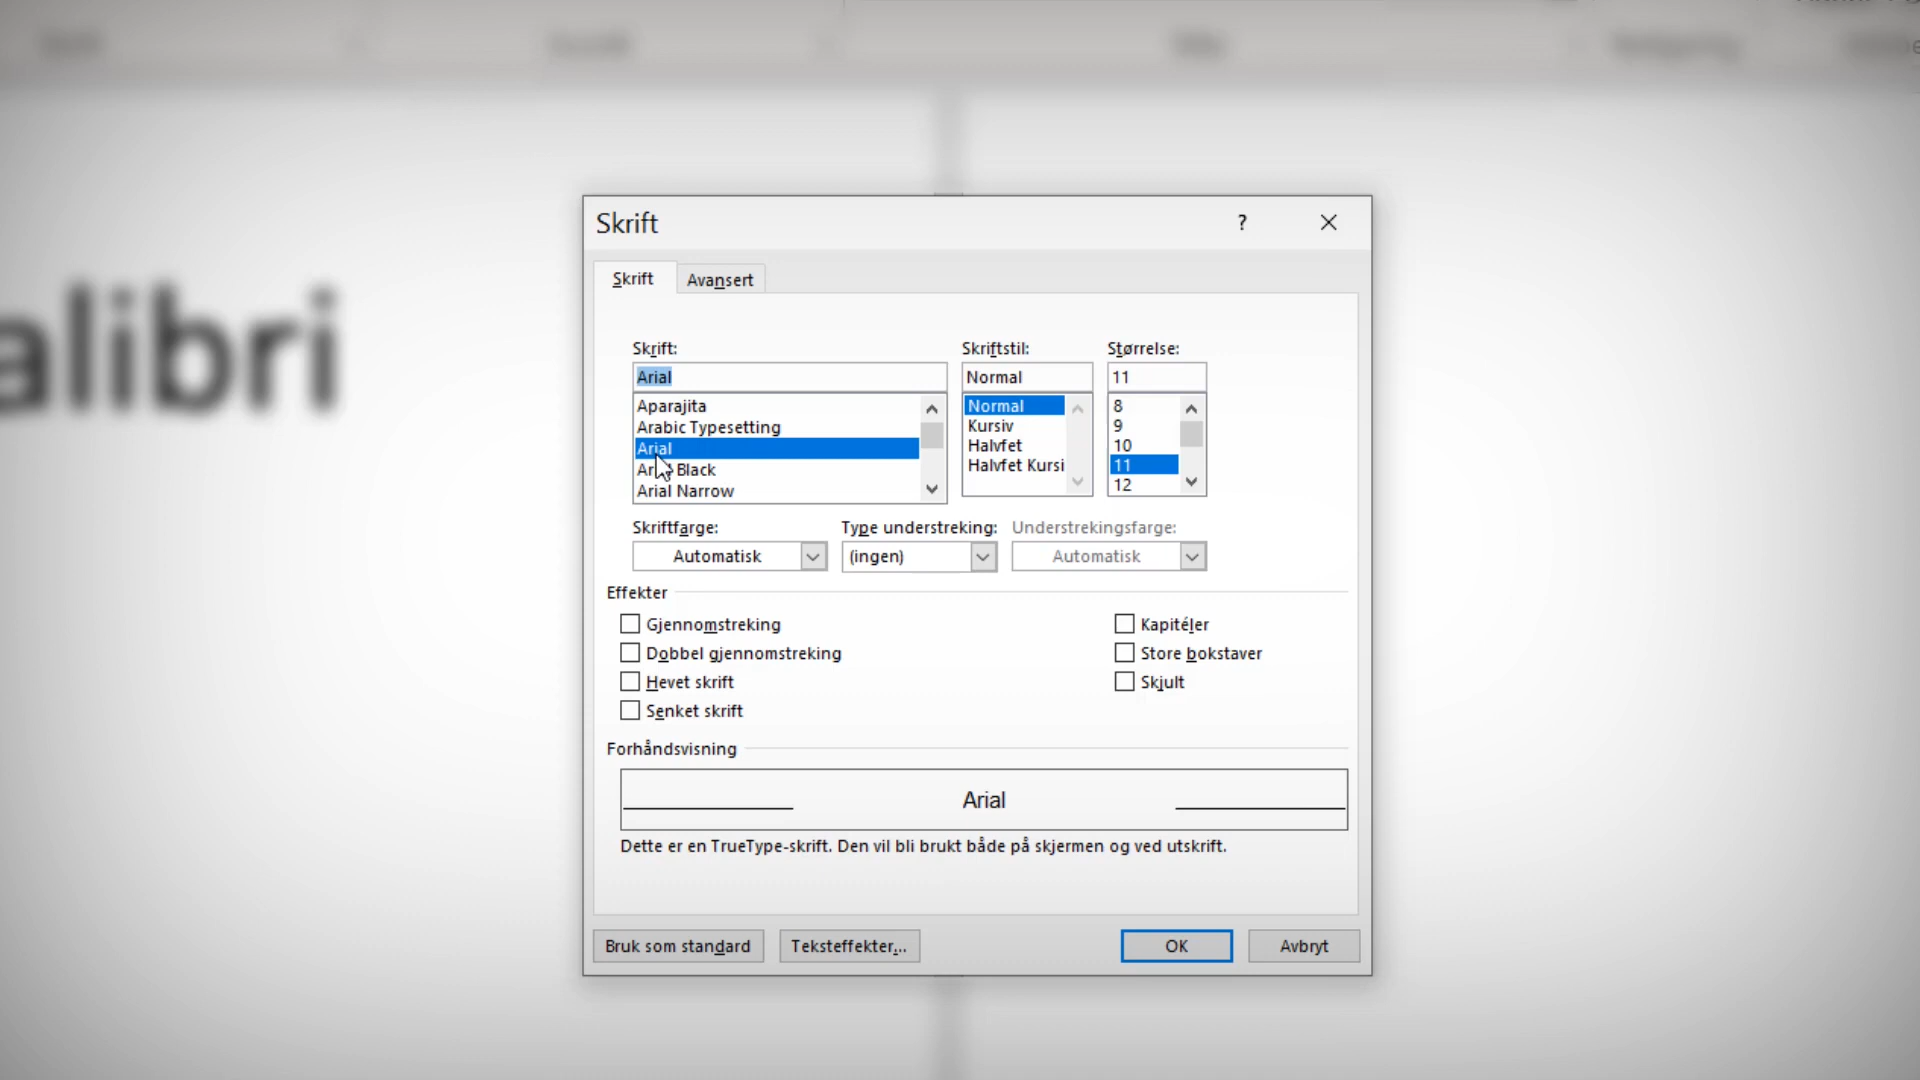 alibri
Skrift
?
Skrift
Avansert
Skrift: Skriftstil: Størrelse:
Arial Normal 11
Aparajita
Arabic Typesetting
Arial
Black
Arial Narrow
Normal
Kursiv
Halvfet
Halvfet Kursi
8
9
10
11
12
Skriftfarge: Type understreking: Understrekingsfarge:
Automatisk (ingen) Automatisk
Effekter
Gjennomstreking
Dobbel gjennomstreking
Hevet skrift
Senket skrift
Kapitéler
Store bokstaver
Skjult
Forhåndsvisning
Arial
Dette er en TrueType-skrift. Den vil bli brukt både på skjermen og ved utskrift.
Bruk som standard Teksteffekter... OK Avbryt